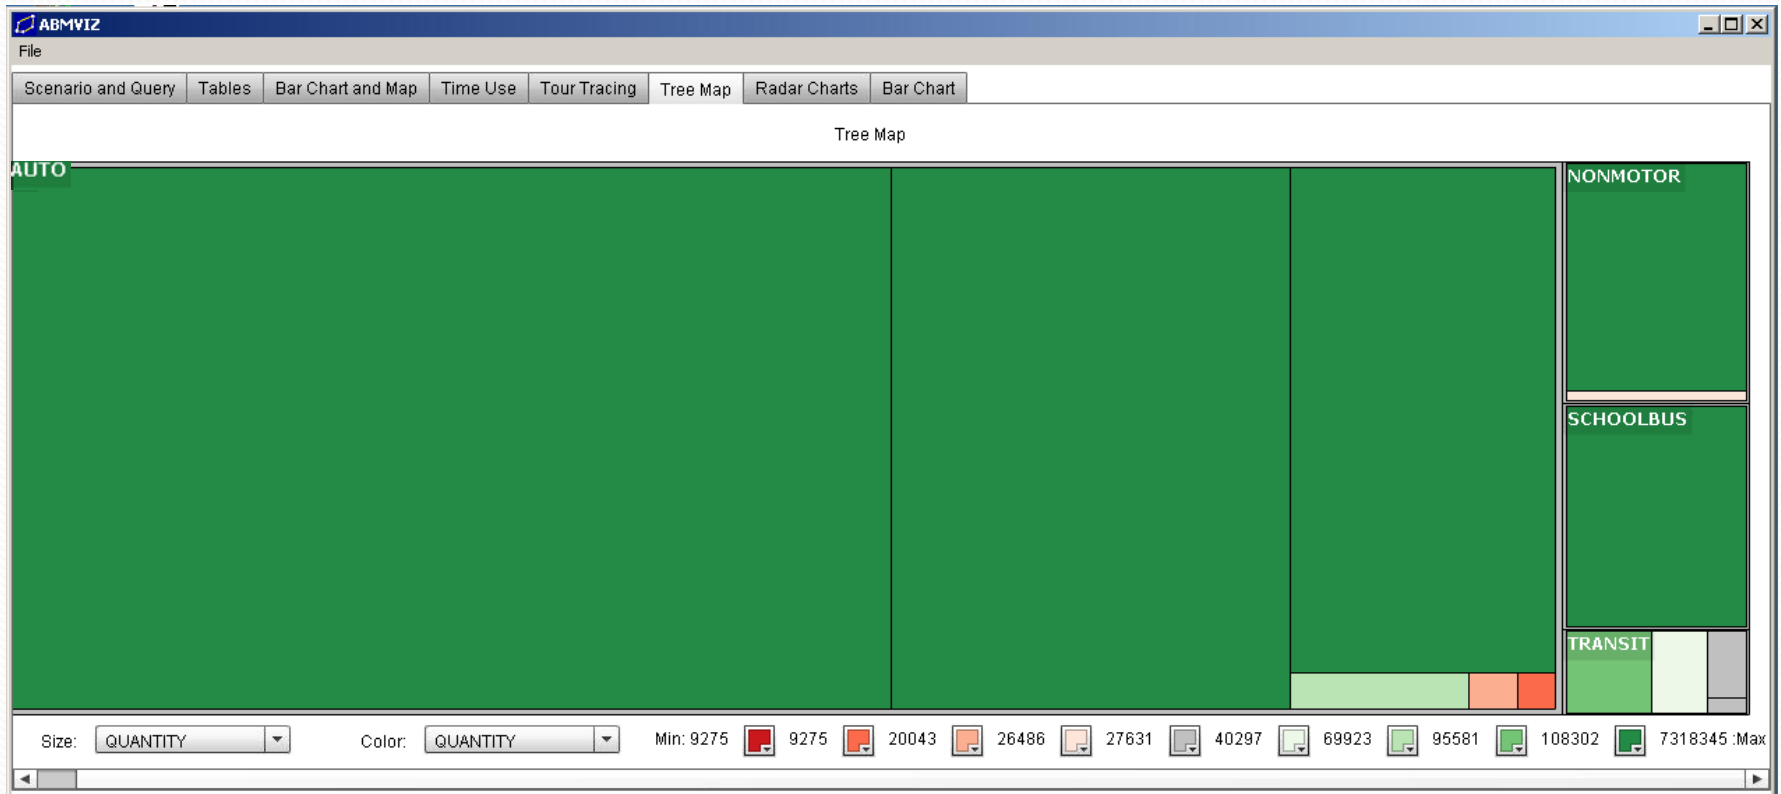 ABMVIZ
File
Scenario and Query Tables Bar Chart and Map Time Use Tour Tracing Tree Map Radar Charts Bar Chart
Tree Map
AUTO
NONMOTOR
SCHOOLBUS
TRANSIT
Size: QUANTITY Color: QUANTITY Min: 9275 9275 20043 26486 27631 40297 69923 95581 108302 7318345 :Max